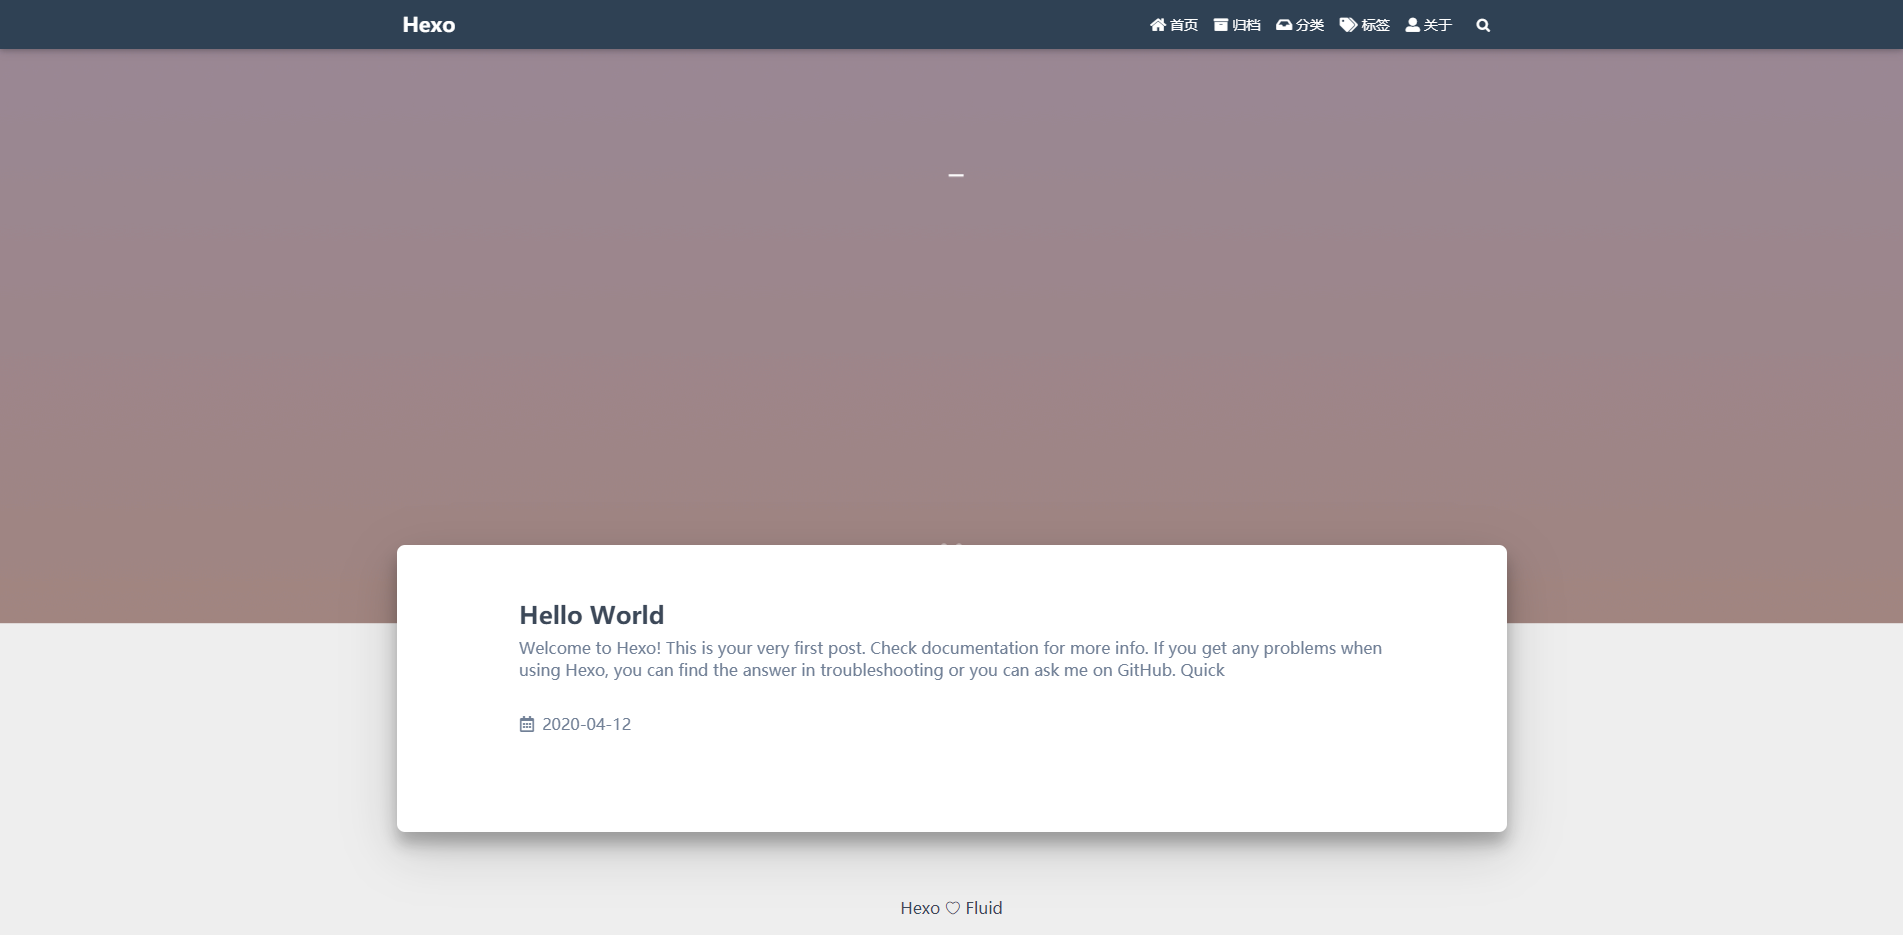 Hexo
首页 归档 分类 标签 关于
_
Hello World
Welcome to Hexo! This is your very first post. Check documentation for more info. If you get any problems when
using Hexo, you can find the answer in troubleshooting or you can ask me on GitHub. Quick
2020-04-12
Hexo ♡ Fluid